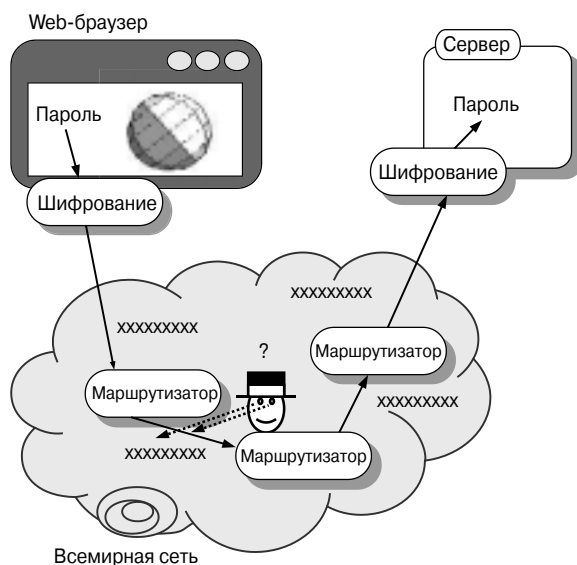 Web-браузер
Сервер
Пароль
Пароль
Шифрование
Шифрование
xxxxxxxxx
xxxxxxxxx
?
Маршрутизатор
Маршрутизатор
xxxxxxxxx
xxxxxxxxx
Маршрутизатор
Всемирная сеть